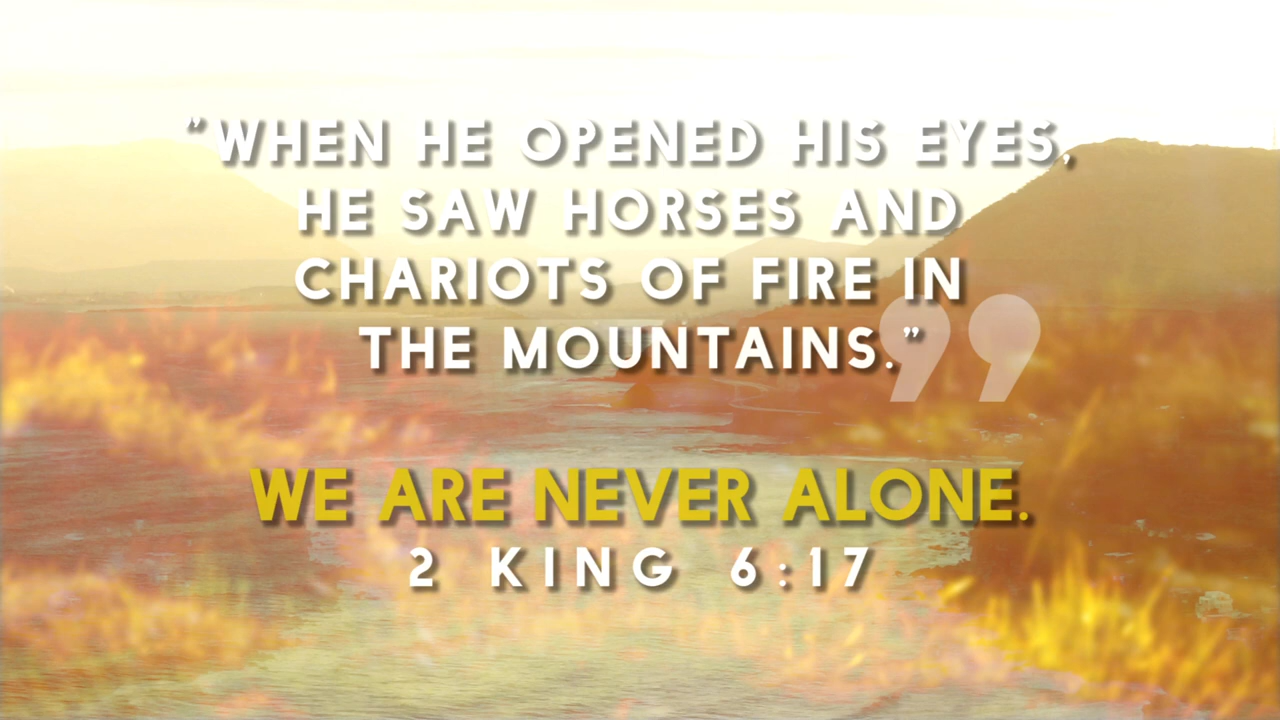 "WHEN HE OPENED HIS EYES,
HE SAW HORSES AND
CHARIOTS OF FIRE IN
THE MOUNTAINS."
WE ARE NEVER ALONE.
2 KING 6:17